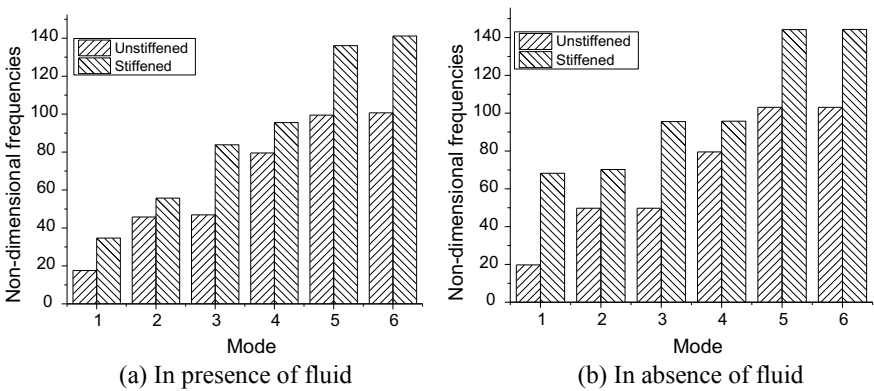 Non-dimensional frequencies
140
120
100
80
60
40
20
0
Unstiffened
Stiffened
1 2 3 4 5 6
Mode
(a) In presence of fluid
Non-dimensional frequencies
140
120
100
80
60
40
20
0
Unstiffened
Stiffened
1 2 3 4 5 6
Mode
(b) In absence of fluid